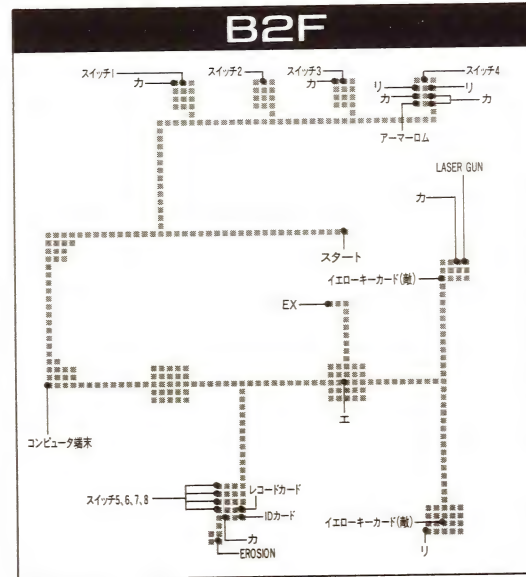 B2F
スイッチ1
カ
スイッチ2
スイッチ3
カ
スイッチ4
リ
リ
カ
カ
アーマーロム
LASER GUN
カ
スタート
イエローキーカード(敵)
EX
エ
コンピュータ端末
スイッチ5、6、7、8
レコードカード
IDカード
カ
EROSION
イエローキーカード(敵)
リ